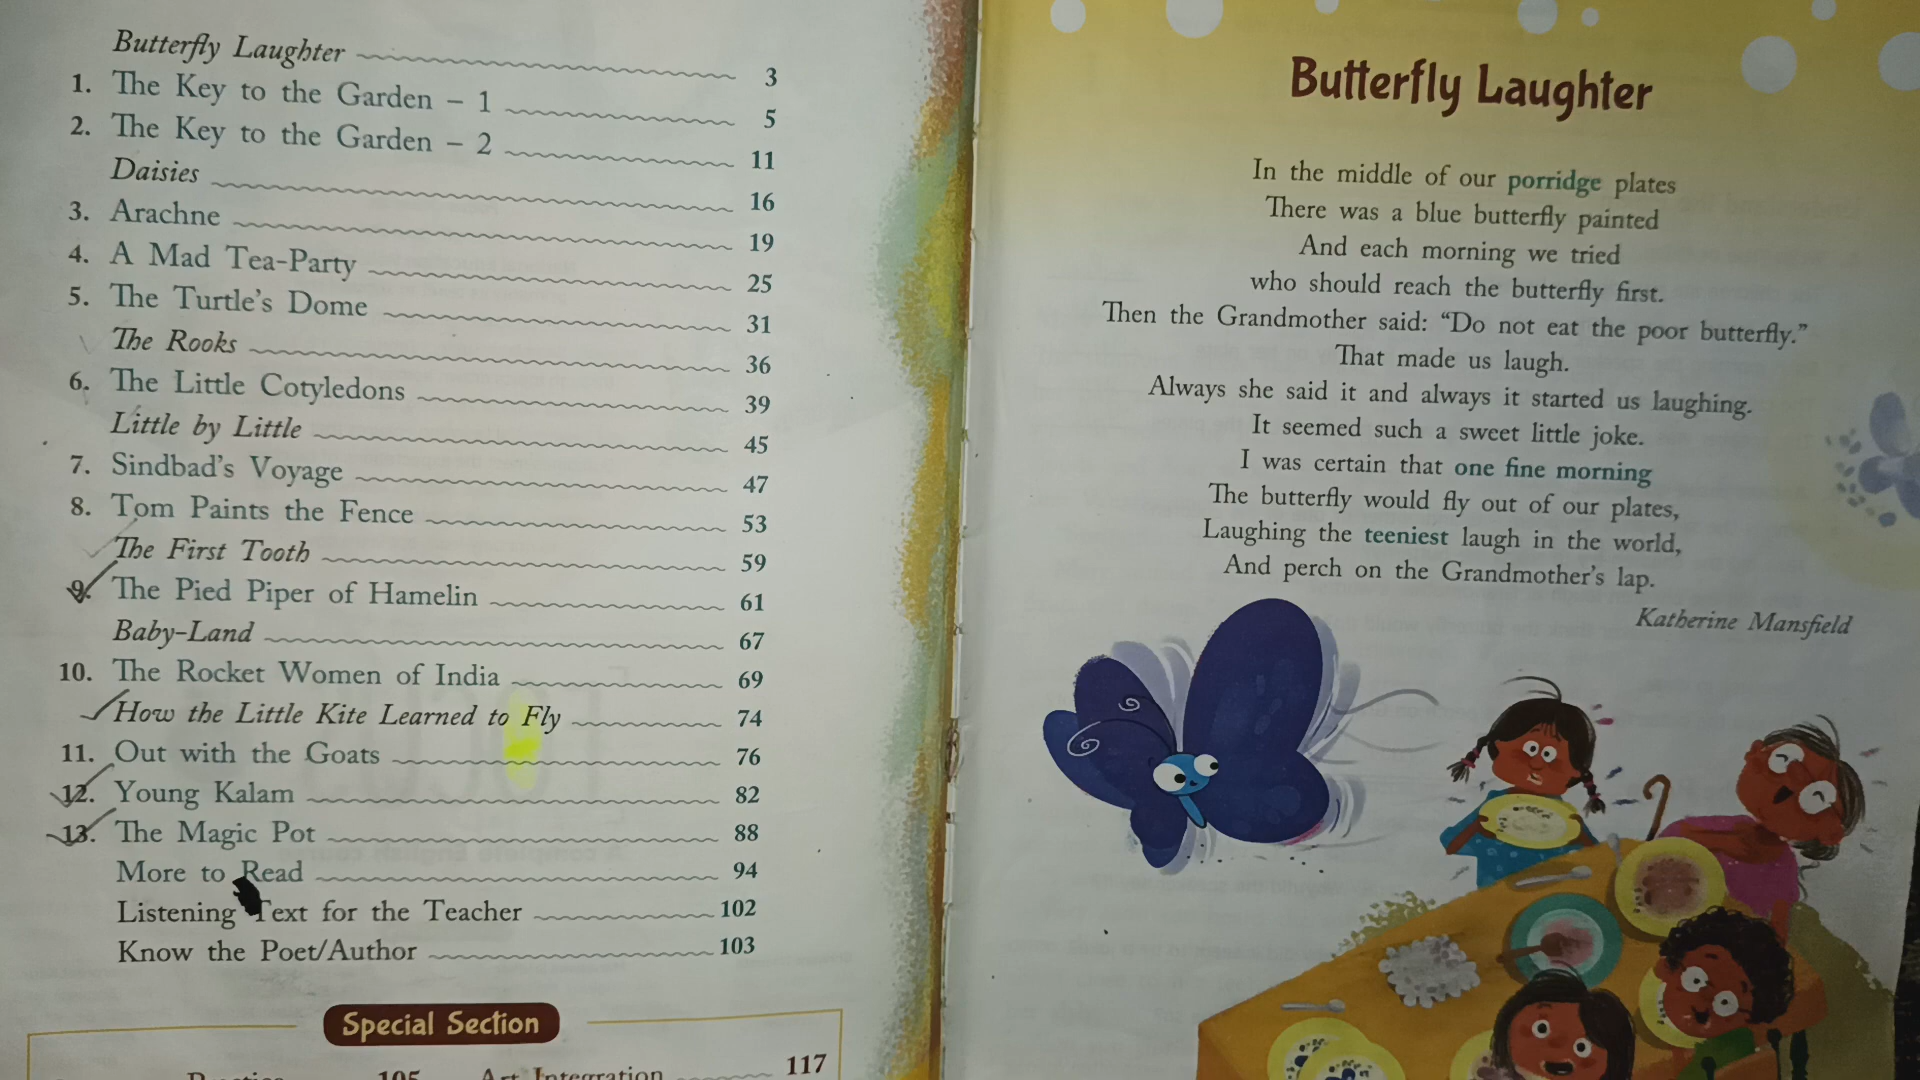 Butterfly Laughter 3
1. The Key to the Garden – 1 5
2. The Key to the Garden – 2 11
Daisies 16
3. Arachne 19
4. A Mad Tea-Party 25
5. The Turtle's Dome 31
The Rooks 36
6. The Little Cotyledons 39
Little by Little 45
7. Sindbad's Voyage 47
8. Tom Paints the Fence 53
The First Tooth 59
9. The Pied Piper of Hamelin 61
Baby-Land 67
10. The Rocket Women of India 69
How the Little Kite Learned to Fly 74
11. Out with the Goats 76
12. Young Kalam 82
13. The Magic Pot 88
More to Read 94
Listening Text for the Teacher 102
Know the Poet/Author 103
Special Section
105 Art Integration 117
Butterfly Laughter
In the middle of our porridge plates
There was a blue butterfly painted
And each morning we tried
who should reach the butterfly first.
Then the Grandmother said: “Do not eat the poor butterfly.”
That made us laugh.
Always she said it and always it started us laughing.
It seemed such a sweet little joke.
I was certain that one fine morning
The butterfly would fly out of our plates,
Laughing the teeniest laugh in the world,
And perch on the Grandmother's lap.
Katherine Mansfield